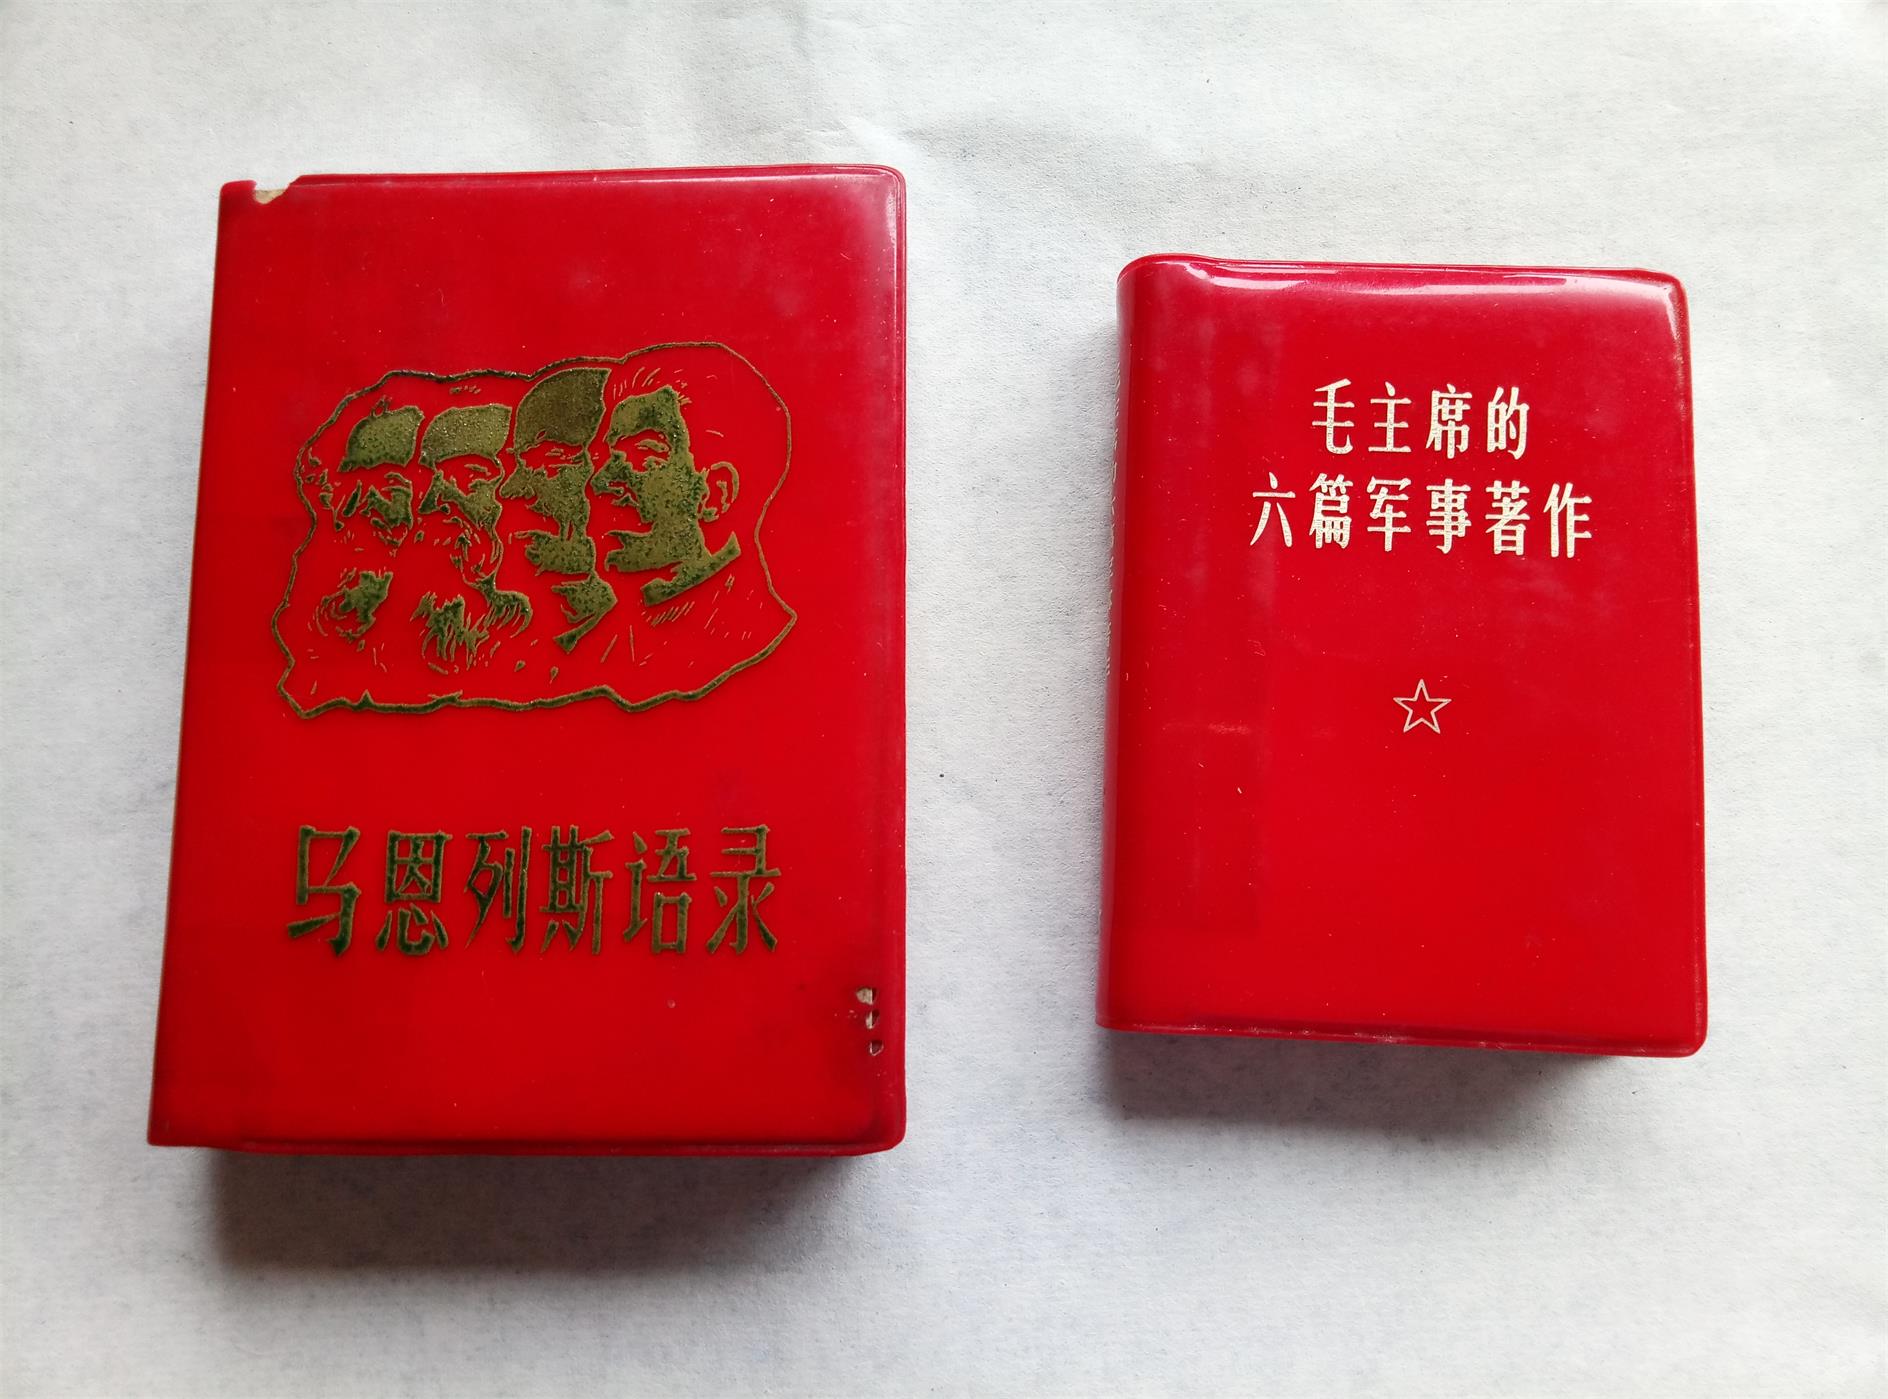 马恩列斯语录
毛主席的
六篇军事著作